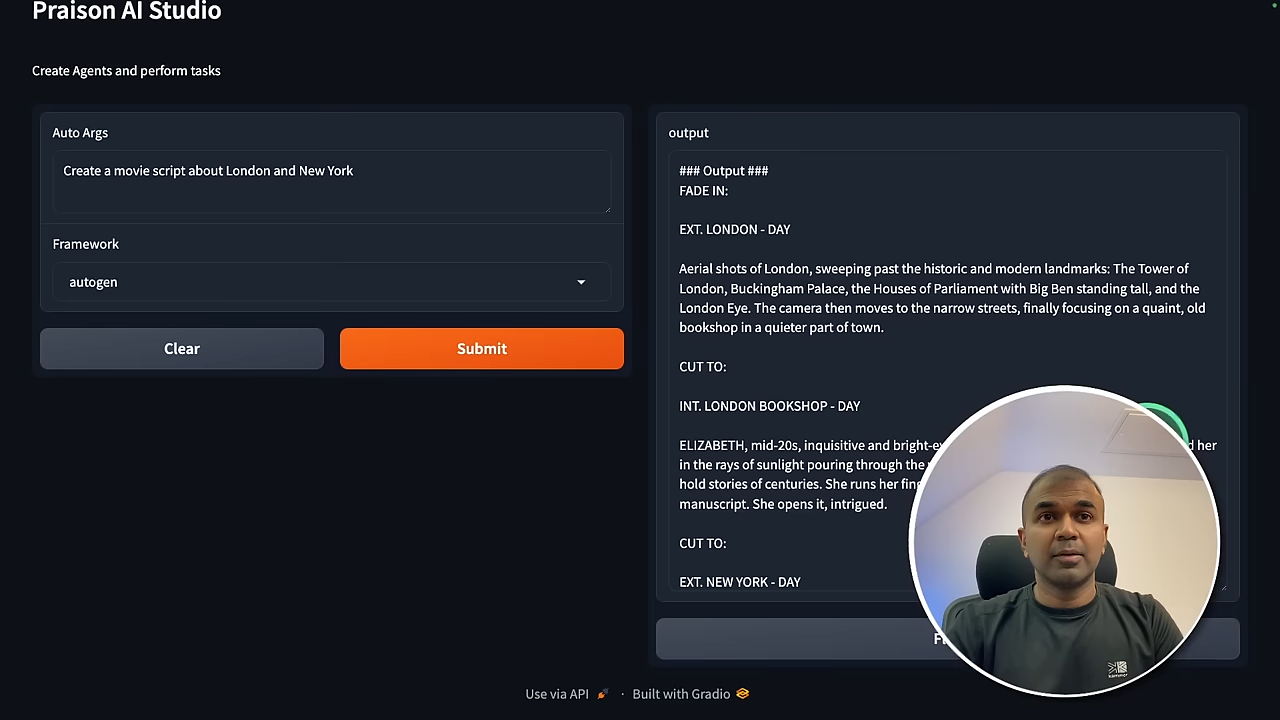 Praison AI Studio
Create Agents and perform tasks
Auto Args
Create a movie script about London and New York
Framework
autogen
Clear
Submit
output
### Output ###
FADE IN:
EXT. LONDON - DAY
Aerial shots of London, sweeping past the historic and modern landmarks: The Tower of
London, Buckingham Palace, the Houses of Parliament with Big Ben standing tall, and the
London Eye. The camera then moves to the narrow streets, finally focusing on a quaint, old
bookshop in a quieter part of town.
CUT TO:
INT. LONDON BOOKSHOP - DAY
ELIZABETH, mid-20s, inquisitive and her
in the rays of sunlight pouring through the
hold stories of centuries. She runs her
manuscript. She opens it, intrigued.
CUT TO:
EXT. NEW YORK - DAY
Use via API · Built with Gradio